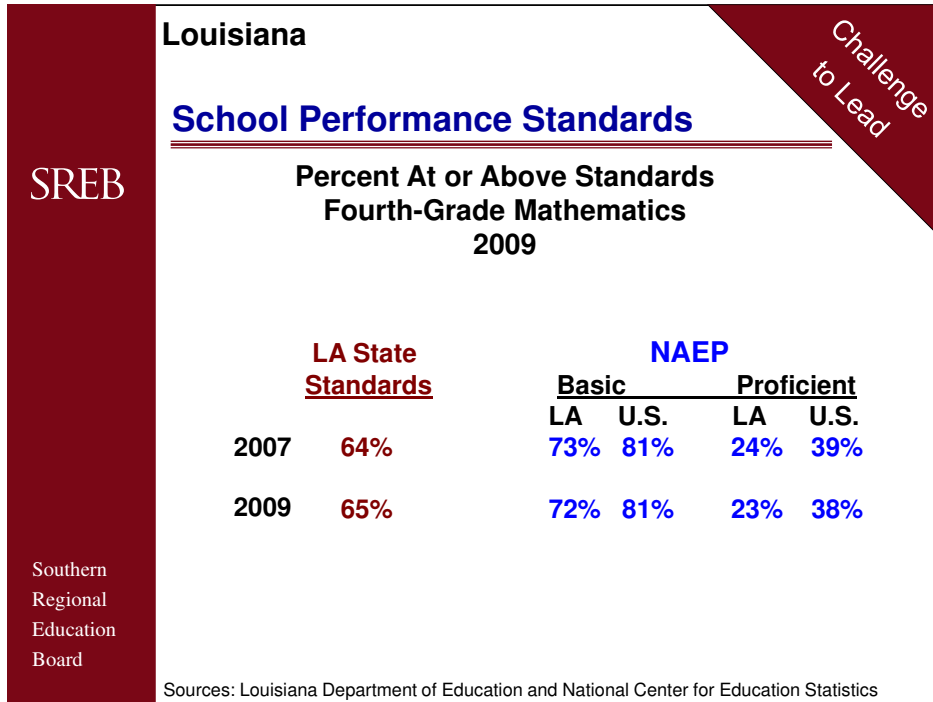 Louisiana
Challenge
to Lead
School Performance Standards
SREB
Percent At or Above Standards
Fourth-Grade Mathematics
2009
LA State NAEP
Standards Basic Proficient
LA U.S. LA U.S.
2007 64% 73% 81% 24% 39%
2009 65% 72% 81% 23% 38%
Southern
Regional
Education
Board
Sources: Louisiana Department of Education and National Center for Education Statistics